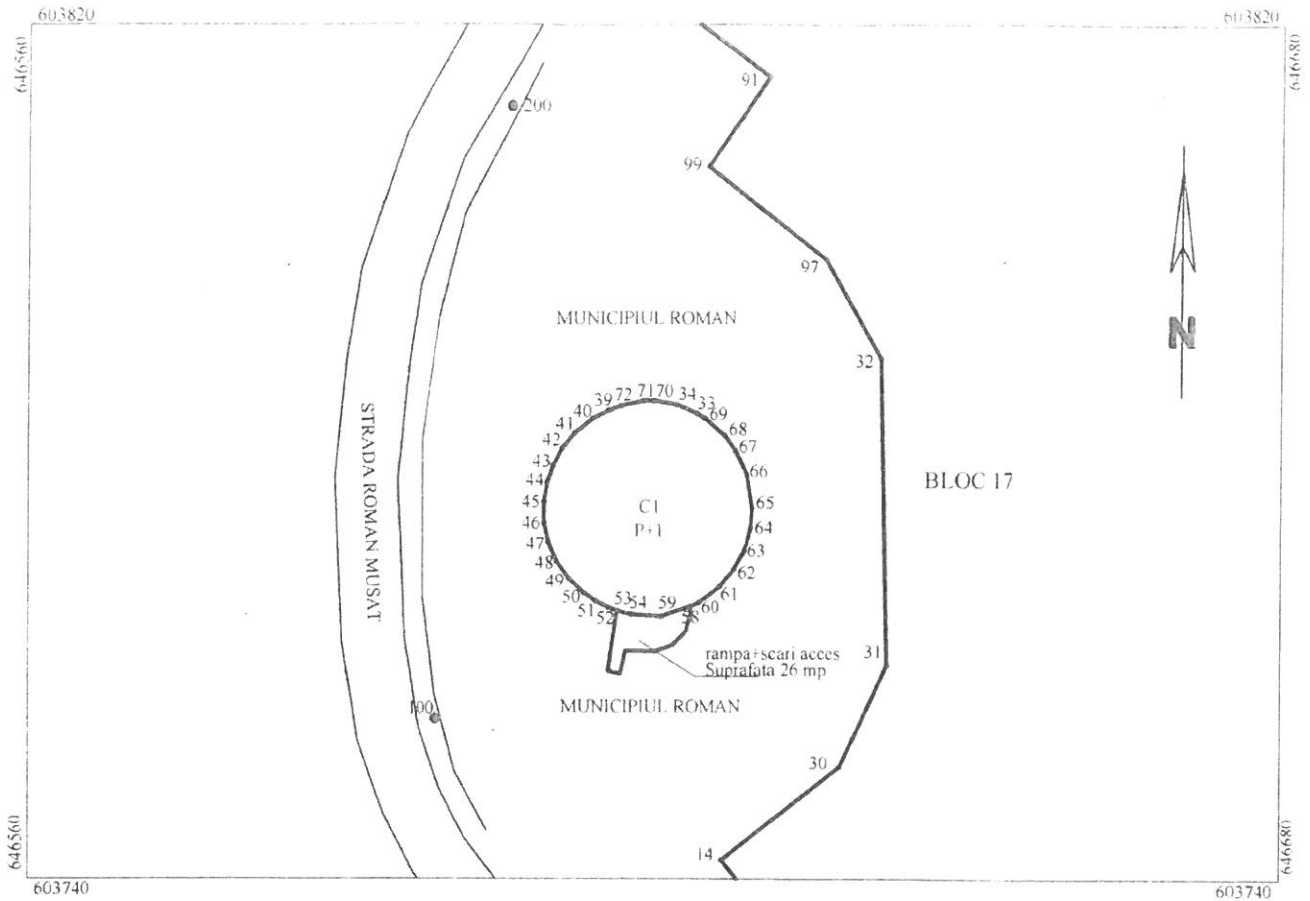 603820
603820
646560
646680
91
200
99
97
N
MUNICIPIUL ROMAN
32
39 72 71 70 34 33
40 69
41 68
42 67
43 66
44
STRADA ROMAN MUSAT
BLOC 17
45 65
C1
P+1
46 64
47 63
48 62
49 61
50 60
51 52 53 54 59 58
rampa+scari acces
Suprafata 26 mp
31
MUNICIPIUL ROMAN
100
30
14
646560
646680
603740
603740